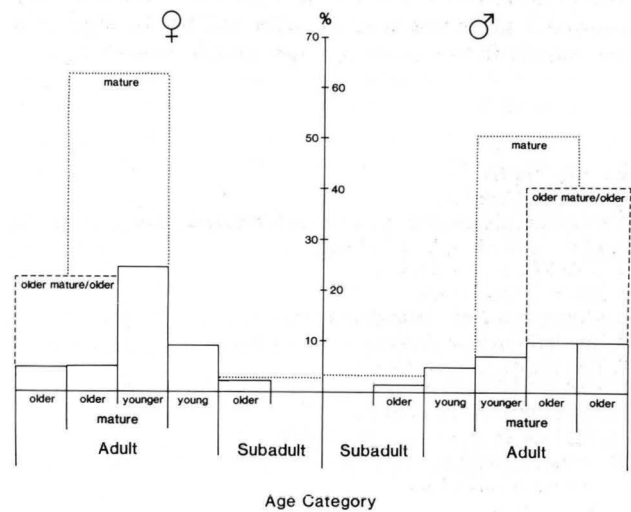 ♀ % ♂
70
mature
60
50
mature
40
older mature/older
30
older mature/older
20
10
older older younger young older older young younger older older
mature mature
Adult Subadult Subadult Adult
Age Category